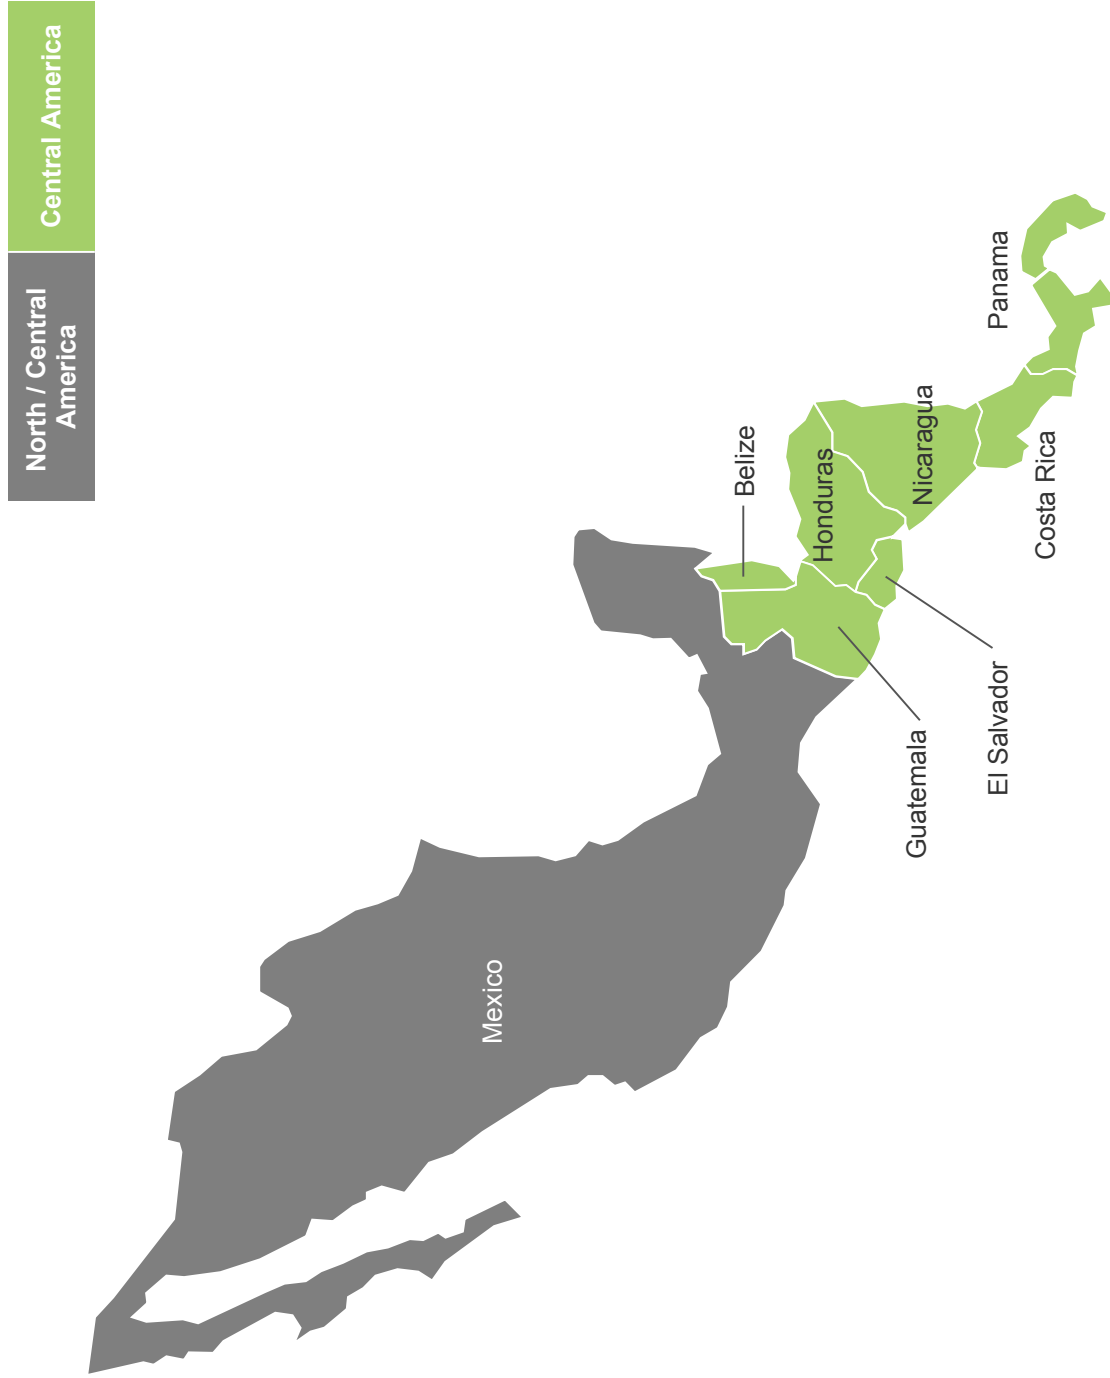 North / Central
America
Central America
Mexico
Belize
Honduras
Nicaragua
Panama
Guatemala
El Salvador
Costa Rica